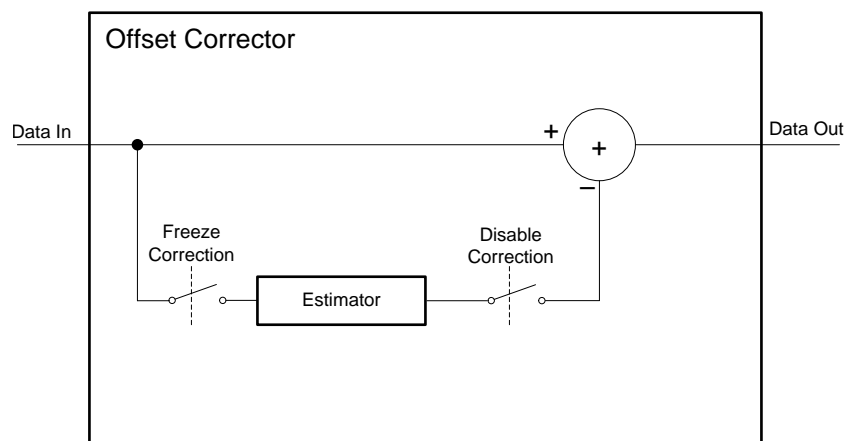 Offset Corrector
Data In
+
+
Data Out
−
Freeze
Correction
Disable
Correction
Estimator